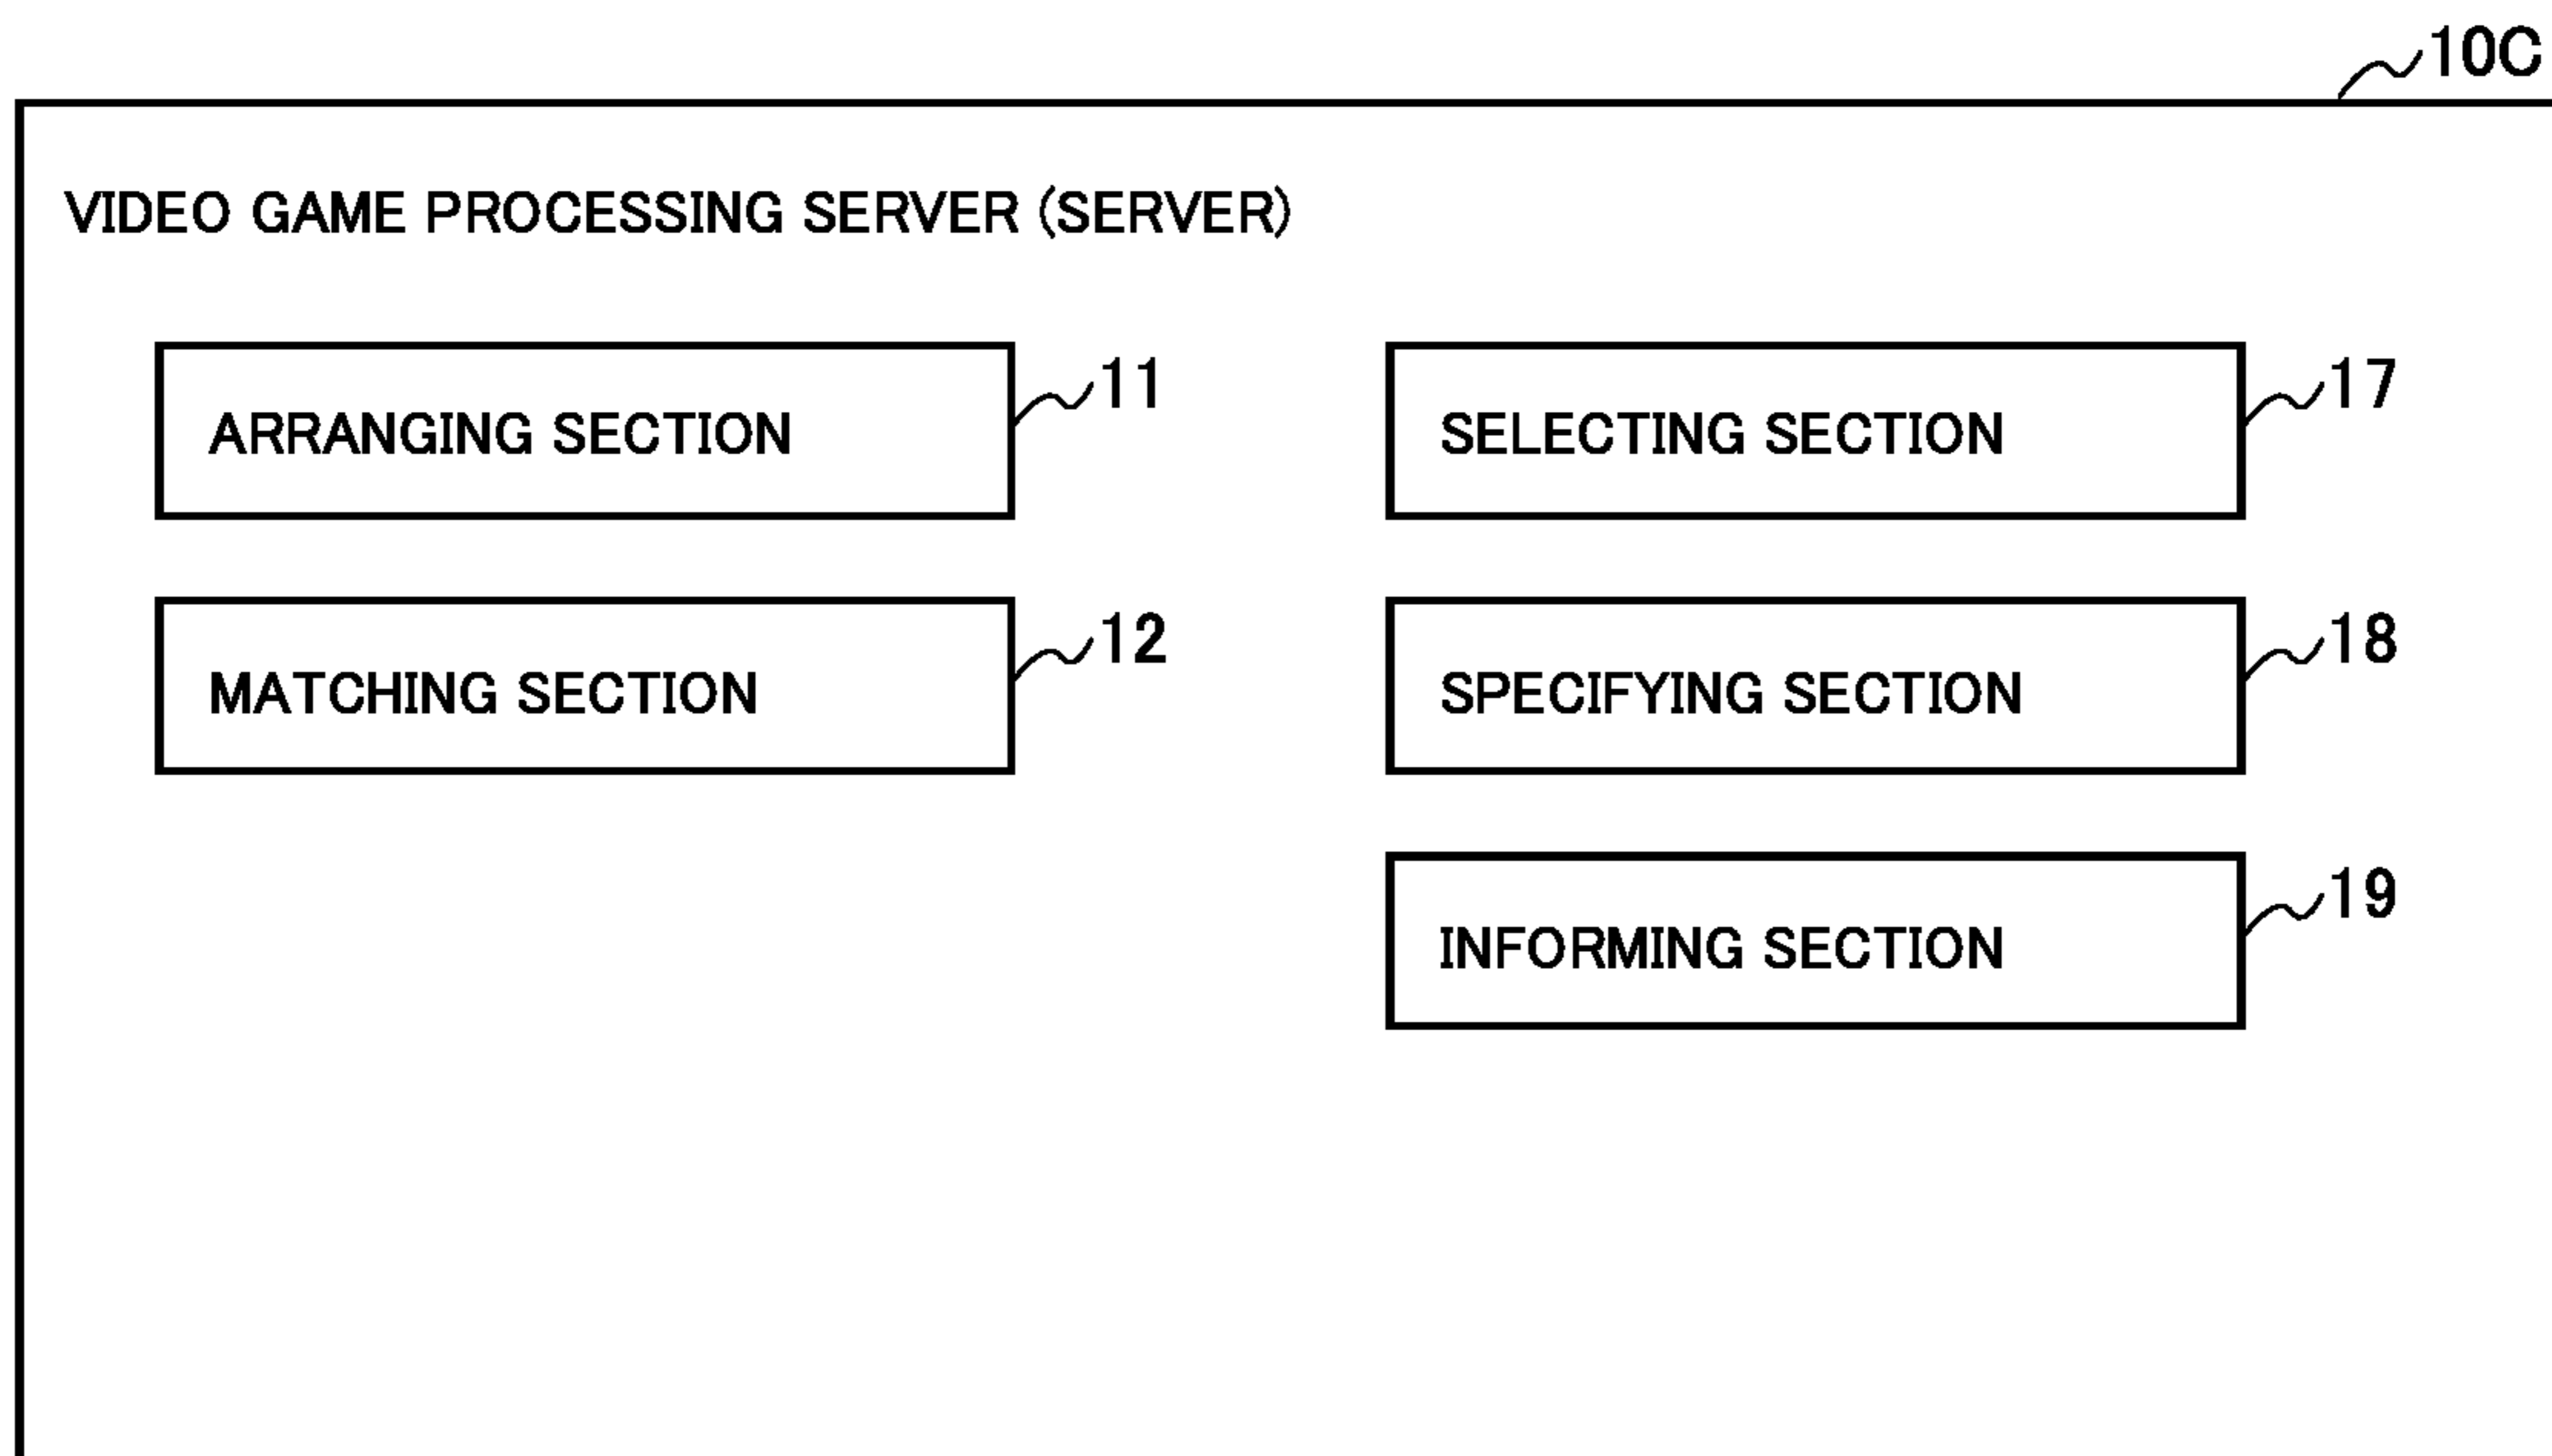 10C
VIDEO GAME PROCESSING SERVER (SERVER)
ARRANGING SECTION
11
MATCHING SECTION
12
SELECTING SECTION
17
SPECIFYING SECTION
18
INFORMING SECTION
19